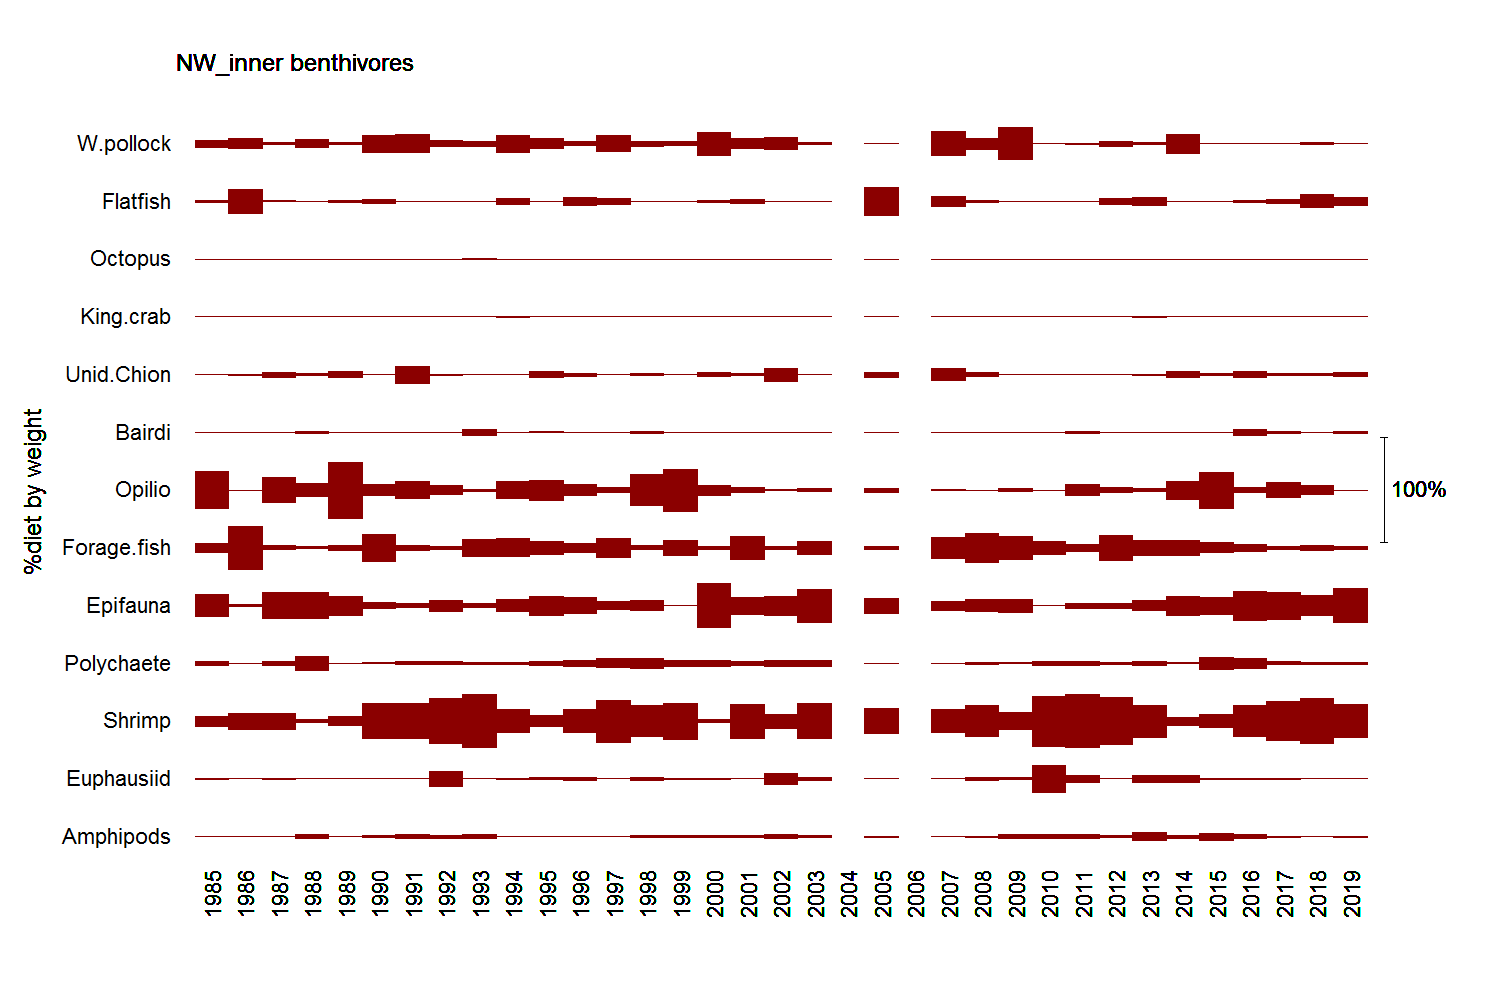 NW_inner benthivores
W.pollock
Flatfish
Octopus
King.crab
Unid.Chion
Bairdi
Opilio
Forage.fish
Epifauna
Polychaete
Shrimp
Euphausiid
Amphipods
%diet by weight
100%
1985
1986
1987
1988
1989
1990
1991
1992
1993
1994
1995
1996
1997
1998
1999
2000
2001
2002
2003
2004
2005
2006
2007
2008
2009
2010
2011
2012
2013
2014
2015
2016
2017
2018
2019